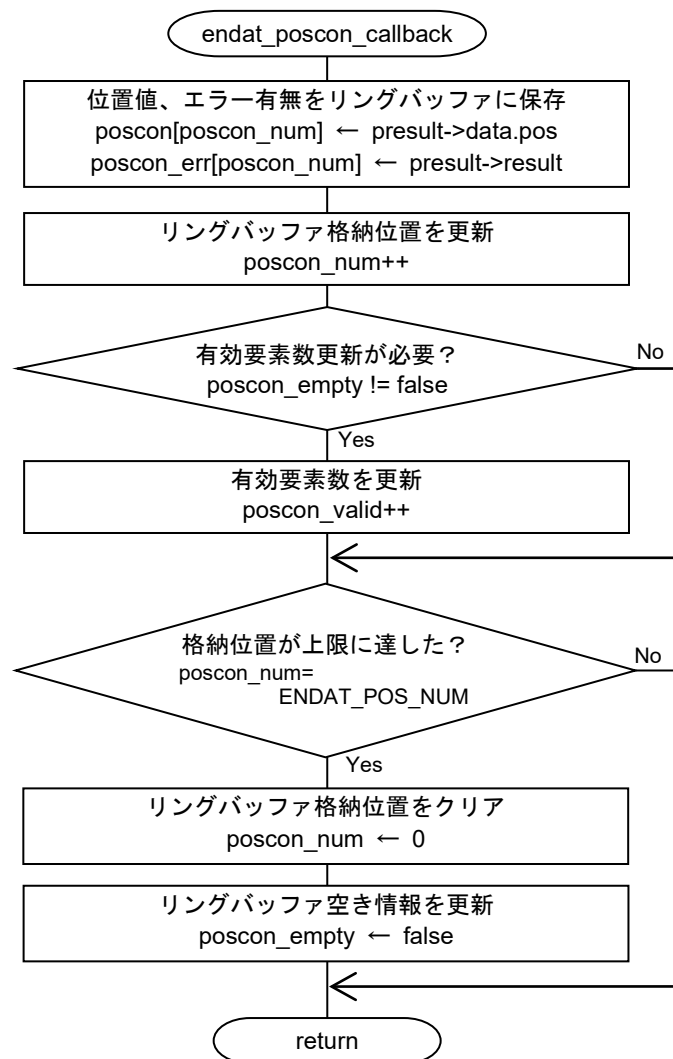 endat_poscon_callback
位置値、エラー有無をリングバッファに保存
poscon[poscon_num] ← presult->data.pos
poscon_err[poscon_num] ← presult->result
リングバッファ格納位置を更新
poscon_num++
有効要素数更新が必要？
poscon_empty != false
No
Yes
有効要素数を更新
poscon_valid++
格納位置が上限に達した？
poscon_num=
ENDAT_POS_NUM
No
Yes
リングバッファ格納位置をクリア
poscon_num ← 0
リングバッファ空き情報を更新
poscon_empty ← false
return